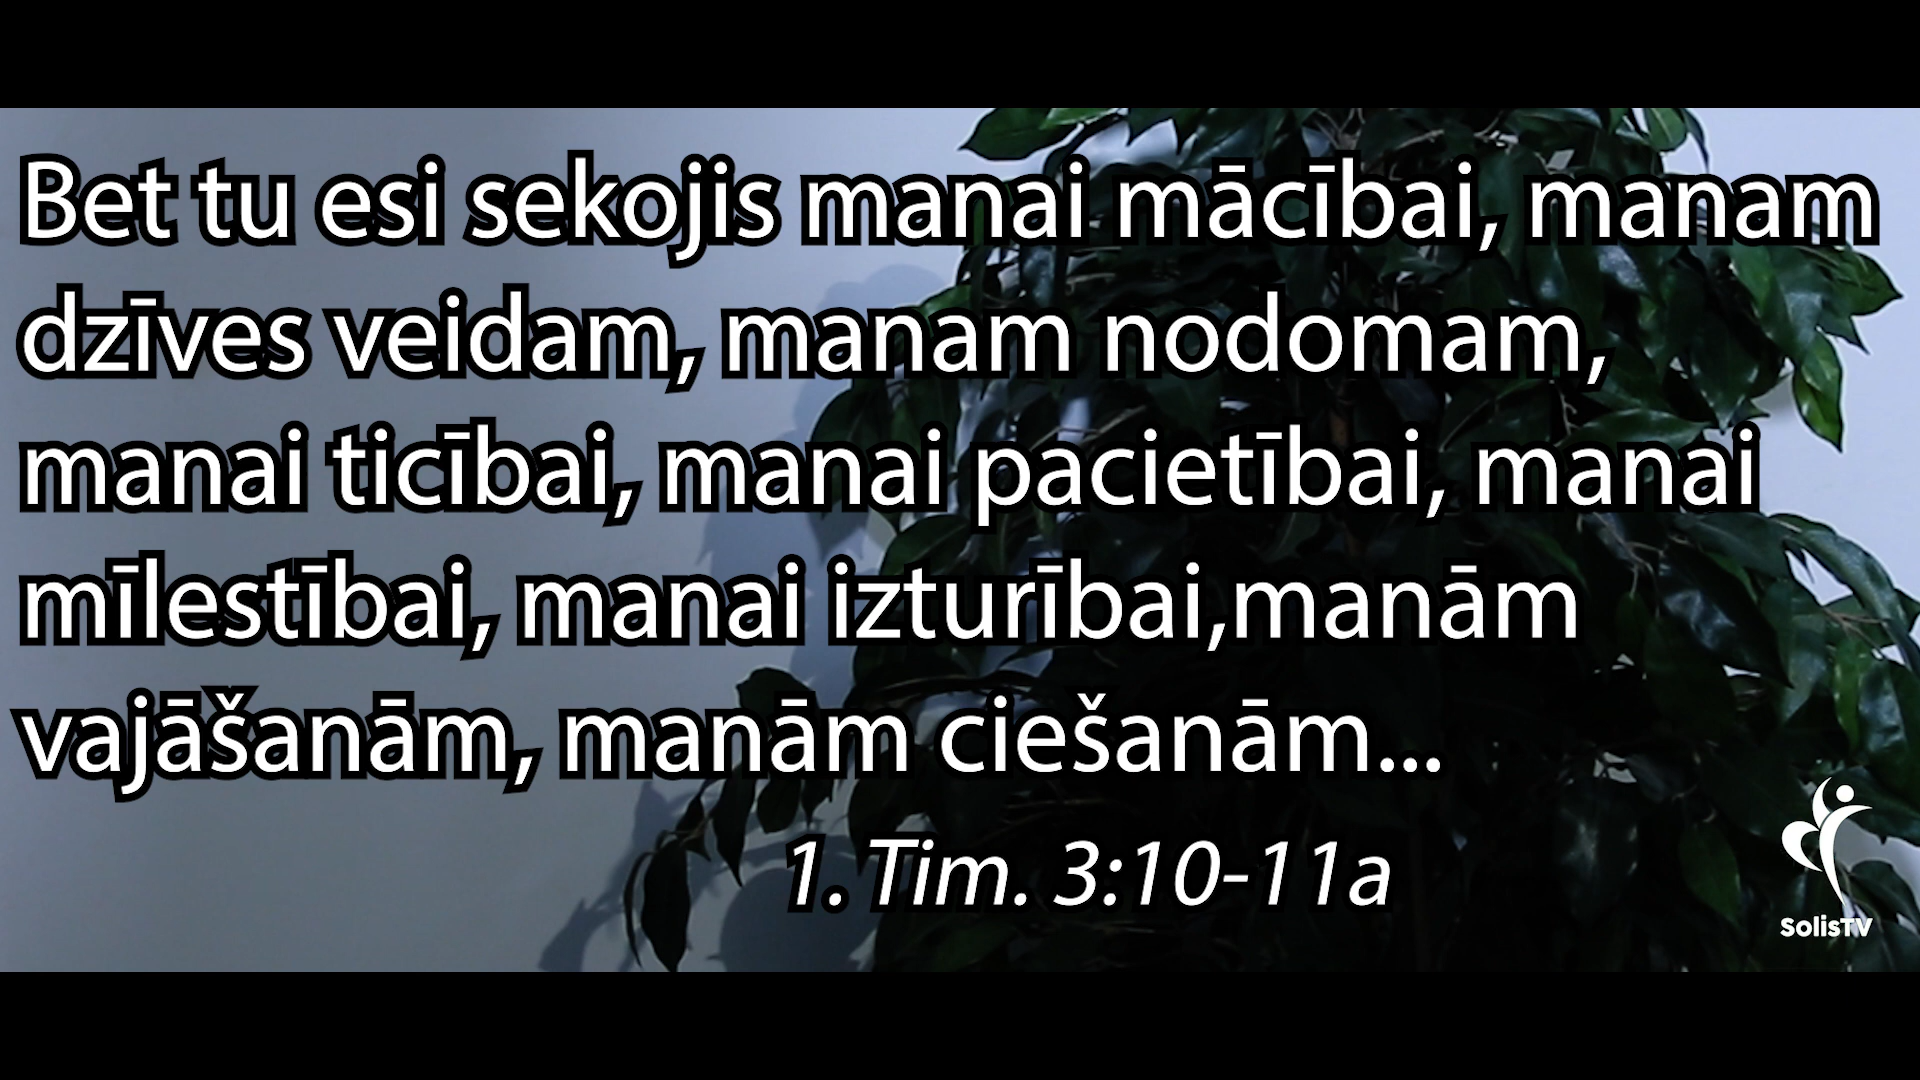 Bet tu esi sekojis manai mācībai, manam
dzīves veidam, manam nodomam,
manai ticībai, manai pacietībai, manai
mīlestībai, manai izturībai,manām
vajāšanām, manām ciešanām...
1. Tim. 3:10-11a
SolisTV